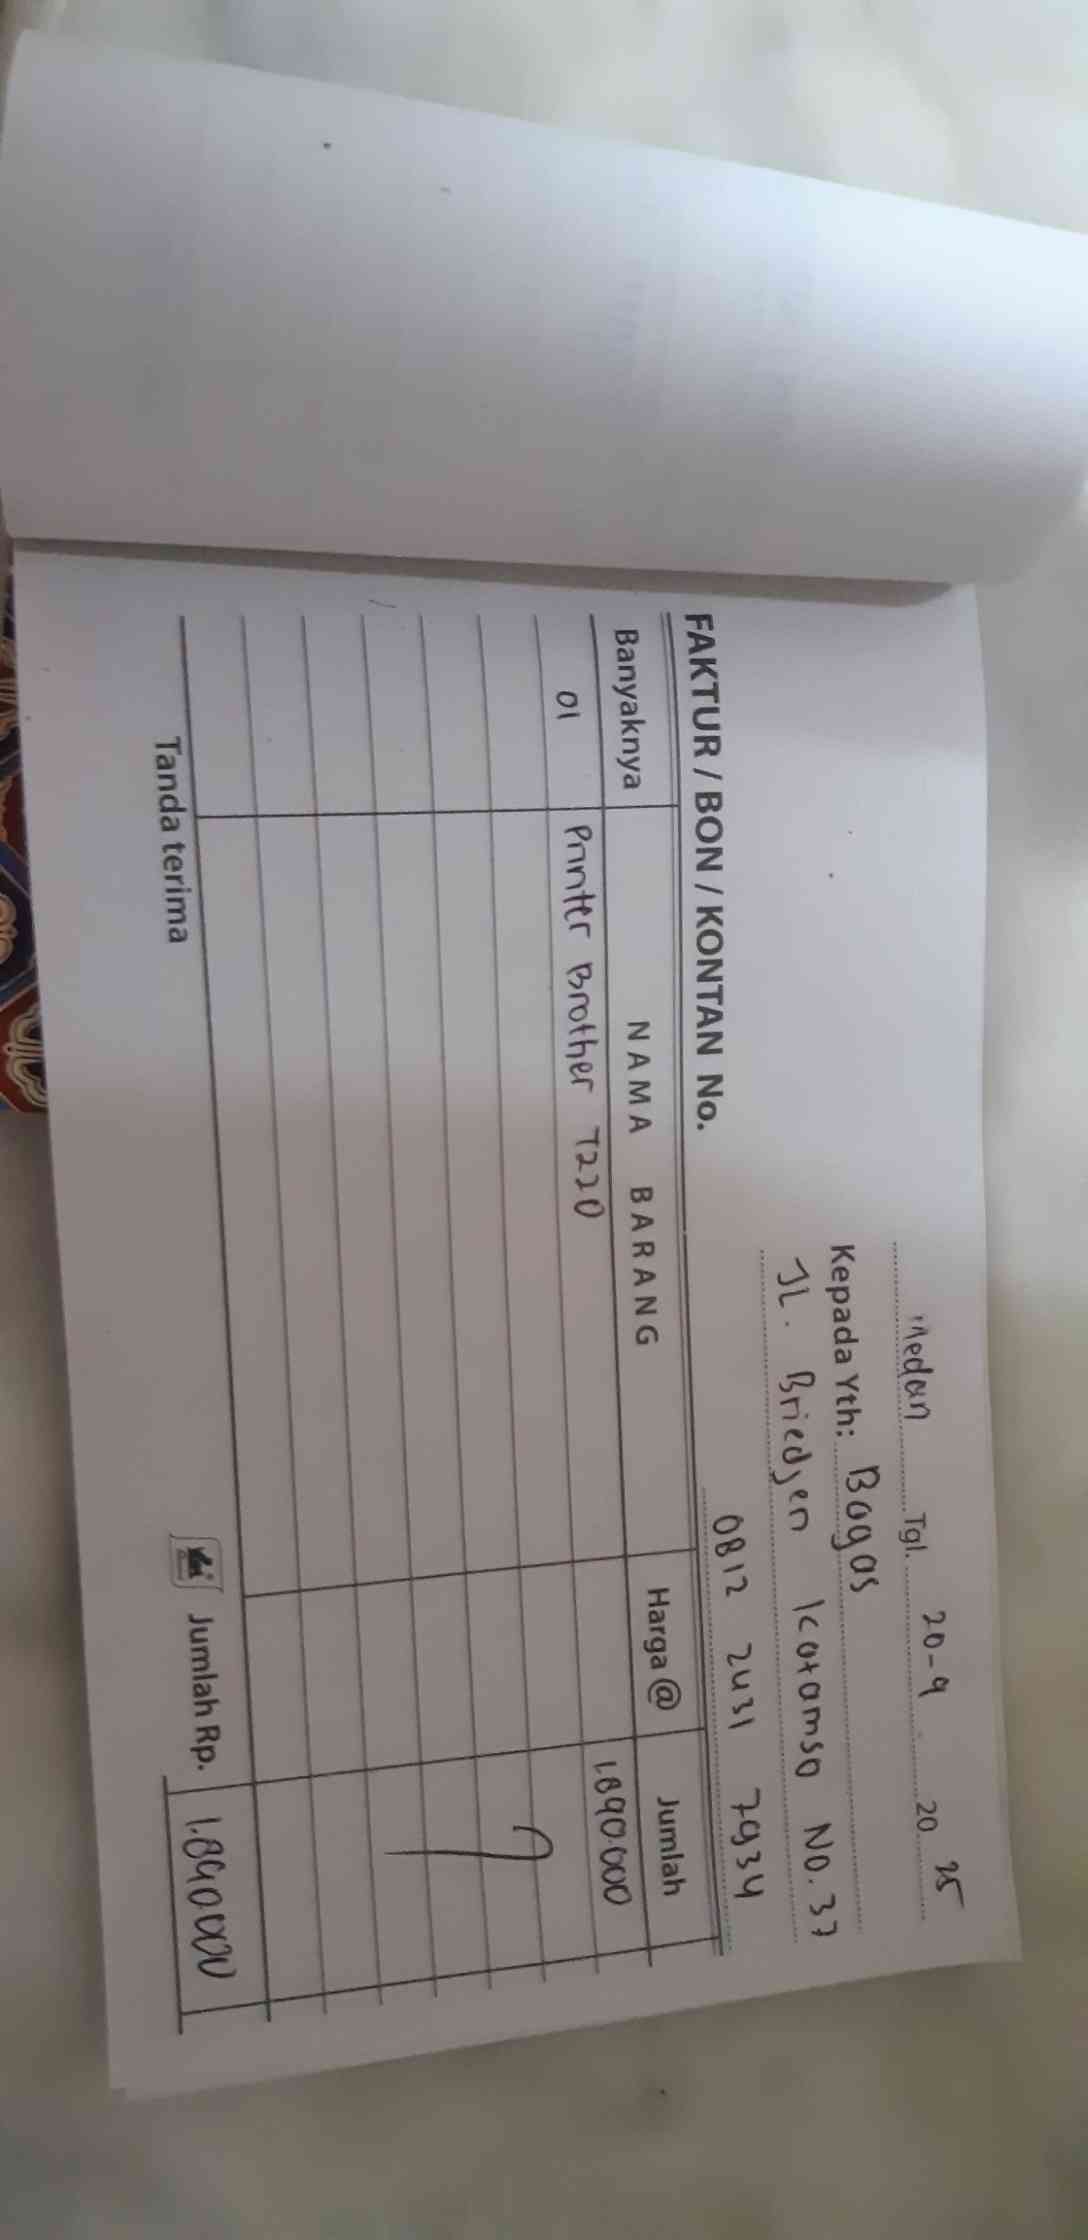 Medan Tgl. 20-9 20 25
Kepada Yth: Bagas
JL. Briedjen Kotamso No. 37
0812 2431 7934
FAKTUR / BON / KONTAN No.
Banyaknya NAMA BARANG Harga @ Jumlah
01 Printer Brother T220 1.890.000
Tanda terima Jumlah Rp. 1.890.000